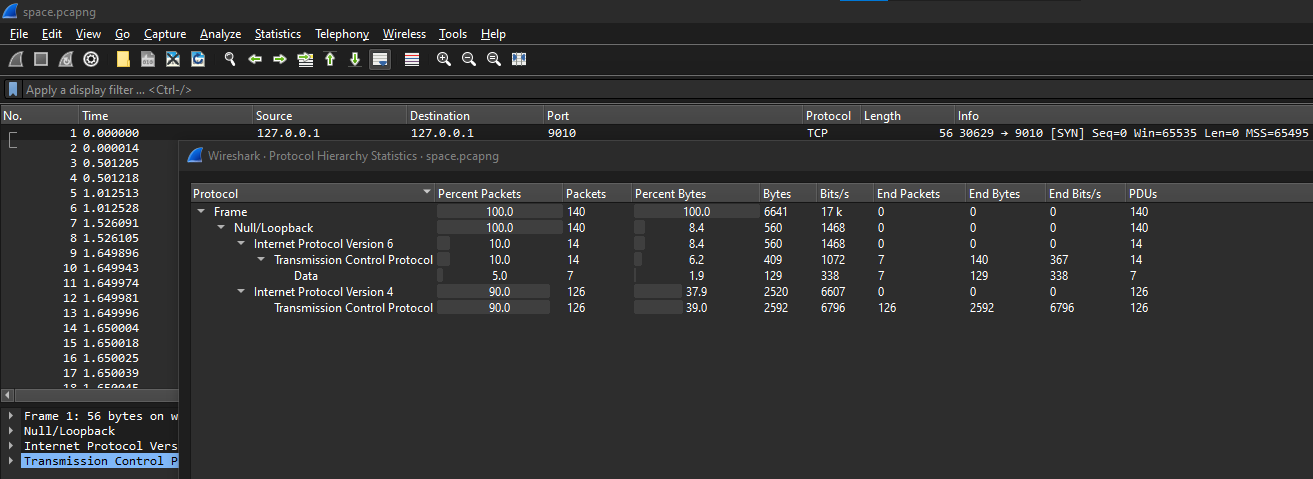 space.pcapng
File Edit View Go Capture Analyze Statistics Telephony Wireless Tools Help
Apply a display filter ... <Ctrl-/>
No. Time Source Destination Port Protocol Length Info
1 0.000000 127.0.0.1 127.0.0.1 9010 TCP 56 30629 → 9010 [SYN] Seq=0 Win=65535 Len=0 MSS=65495
2 0.000014
3 0.501205
4 0.501218
5 1.012513
6 1.012528
7 1.526091
8 1.526105
9 1.649896
10 1.649943
11 1.649974
12 1.649981
13 1.649996
14 1.650004
15 1.650018
16 1.650025
17 1.650039
18 1.650045
Wireshark · Protocol Hierarchy Statistics · space.pcapng
Protocol Percent Packets Packets Percent Bytes Bytes Bits/s End Packets End Bytes End Bits/s PDUs
Frame 100.0 140 100.0 6641 17 k 0 0 0 140
Null/Loopback 100.0 140 8.4 560 1468 0 0 0 140
Internet Protocol Version 6 10.0 14 8.4 560 1468 0 0 0 14
Transmission Control Protocol 10.0 14 6.2 409 1072 7 140 367 14
Data 5.0 7 1.9 129 338 7 129 338 7
Internet Protocol Version 4 90.0 126 37.9 2520 6607 0 0 0 126
Transmission Control Protocol 90.0 126 39.0 2592 6796 126 2592 6796 126
Frame 1: 56 bytes on w
Null/Loopback
Internet Protocol Vers
Transmission Control P